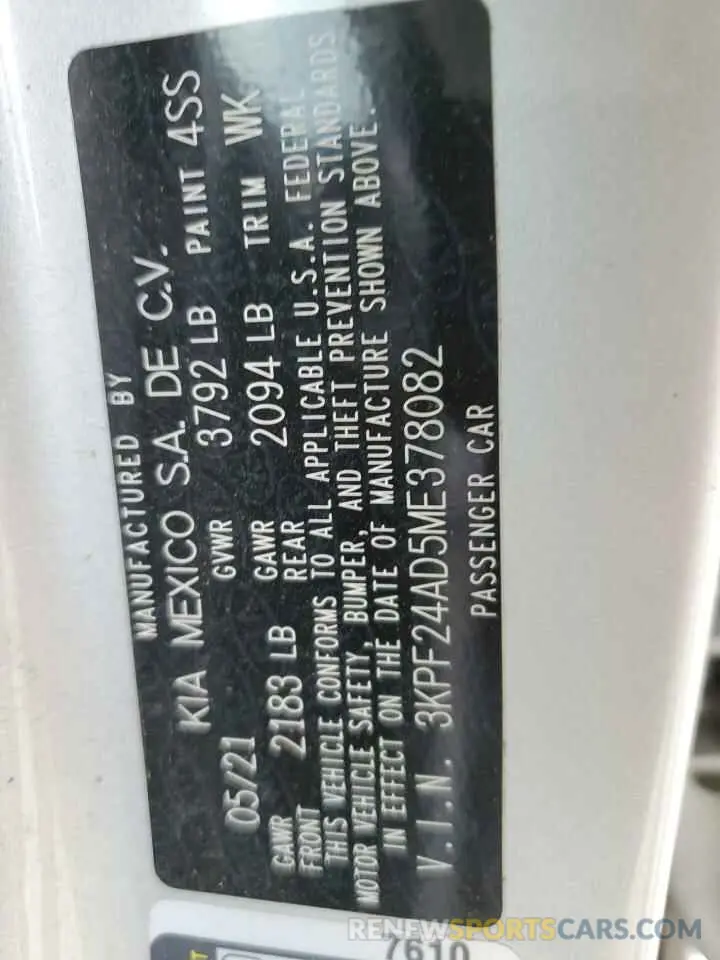 MANUFACTURED BY
KIA MEXICO S.A. DE C.V.
05/21 GVWR 3792 LB PAINT 4SS
GAWR FRONT 2183 LB GAWR REAR 2094 LB TRIM WK
THIS VEHICLE CONFORMS TO ALL APPLICABLE U.S.A. FEDERAL
MOTOR VEHICLE SAFETY, BUMPER, AND THEFT PREVENTION STANDARDS
IN EFFECT ON THE DATE OF MANUFACTURE SHOWN ABOVE.
V.I.N. 3KPF24AD5ME378082
PASSENGER CAR
RENEWSPORTSCARS.COM